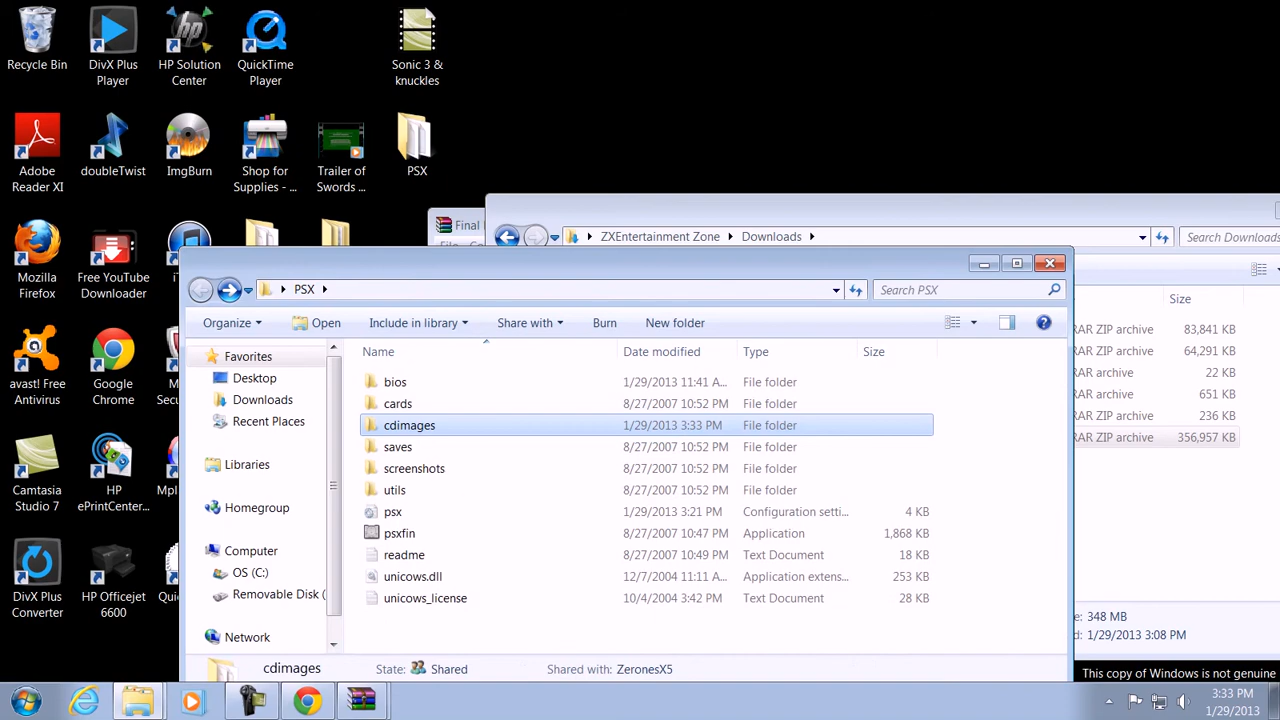 Recycle Bin
DivX Plus Player
HP Solution Center
QuickTime Player
Sonic 3 & knuckles
Adobe Reader XI
doubleTwist
ImgBurn
Shop for Supplies - ...
Trailer of Swords ...
PSX
Mozilla Firefox
Free YouTube Downloader
Final
ZXEntertainment Zone Downloads
Search Downloads
PSX
Search PSX
Organize Open Include in library Share with Burn New folder
Size
Name Date modified Type Size
RAR ZIP archive 83,841 KB
RAR ZIP archive 64,291 KB
RAR archive 22 KB
RAR archive 651 KB
RAR ZIP archive 236 KB
RAR ZIP archive 356,957 KB
avast! Free Antivirus
Google Chrome
Favorites
Desktop
Downloads
Recent Places
Libraries
Homegroup
Computer
OS (C:)
Removable Disk (
Network
bios 1/29/2013 11:41 A... File folder
cards 8/27/2007 10:52 PM File folder
cdimages 1/29/2013 3:33 PM File folder
saves 8/27/2007 10:52 PM File folder
screenshots 8/27/2007 10:52 PM File folder
utils 8/27/2007 10:52 PM File folder
psx 1/29/2013 3:21 PM Configuration setti... 4 KB
psxfin 8/27/2007 10:47 PM Application 1,868 KB
readme 8/27/2007 10:49 PM Text Document 18 KB
unicows.dll 12/7/2004 11:11 A... Application extens... 253 KB
unicows_license 10/4/2004 3:42 PM Text Document 28 KB
Camtasia Studio 7
HP ePrintCenter...
DivX Plus Converter
HP Officejet 6600
348 MB
1/29/2013 3:08 PM
cdimages State: Shared Shared with: ZeronesX5
This copy of Windows is not genuine
3:33 PM
1/29/2013